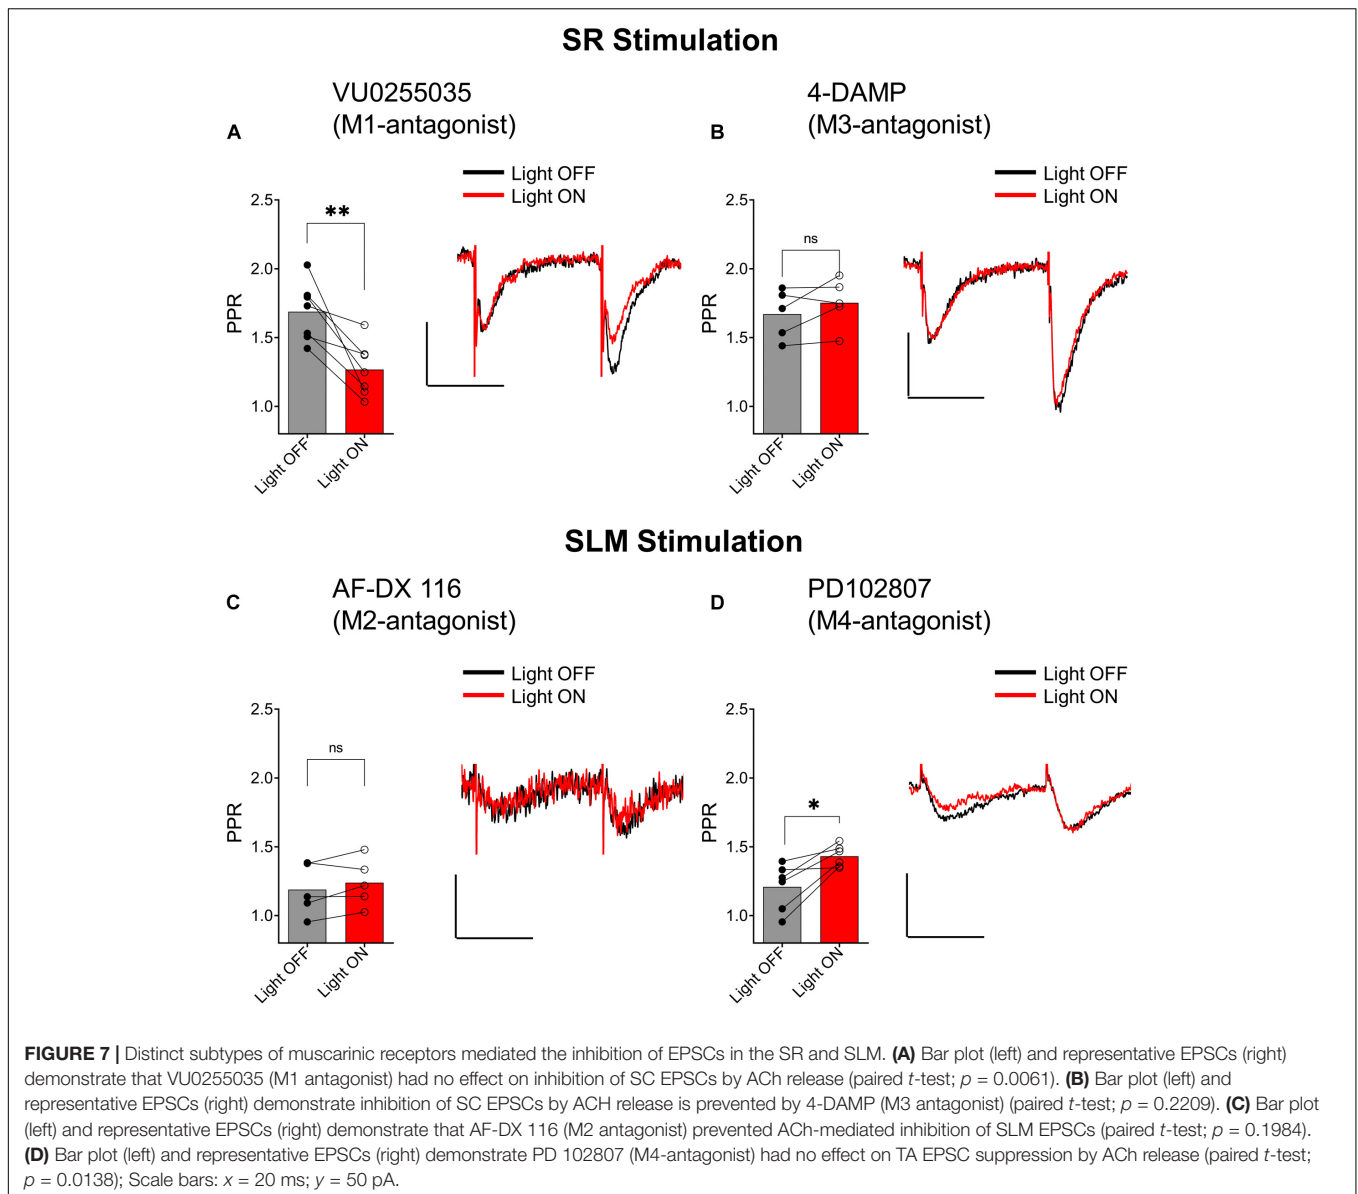 SR Stimulation
VU0255035
(M1-antagonist)
A
Light OFF
Light ON
2.5
2.0
1.5
1.0
PPR
**
Light OFF
Light ON
4-DAMP
(M3-antagonist)
B
Light OFF
Light ON
2.5
2.0
1.5
1.0
PPR
ns
Light OFF
Light ON
SLM Stimulation
AF-DX 116
(M2-antagonist)
C
Light OFF
Light ON
2.5
2.0
1.5
1.0
PPR
ns
Light OFF
Light ON
PD102807
(M4-antagonist)
D
Light OFF
Light ON
2.5
2.0
1.5
1.0
PPR
*
Light OFF
Light ON
FIGURE 7 | Distinct subtypes of muscarinic receptors mediated the inhibition of EPSCs in the SR and SLM. (A) Bar plot (left) and representative EPSCs (right)
demonstrate that VU0255035 (M1 antagonist) had no effect on inhibition of SC EPSCs by ACh release (paired t-test; p = 0.0061). (B) Bar plot (left) and
representative EPSCs (right) demonstrate inhibition of SC EPSCs by ACH release is prevented by 4-DAMP (M3 antagonist) (paired t-test; p = 0.2209). (C) Bar plot
(left) and representative EPSCs (right) demonstrate that AF-DX 116 (M2 antagonist) prevented ACh-mediated inhibition of SLM EPSCs (paired t-test; p = 0.1984).
(D) Bar plot (left) and representative EPSCs (right) demonstrate PD 102807 (M4-antagonist) had no effect on TA EPSC suppression by ACh release (paired t-test;
p = 0.0138); Scale bars: x = 20 ms; y = 50 pA.